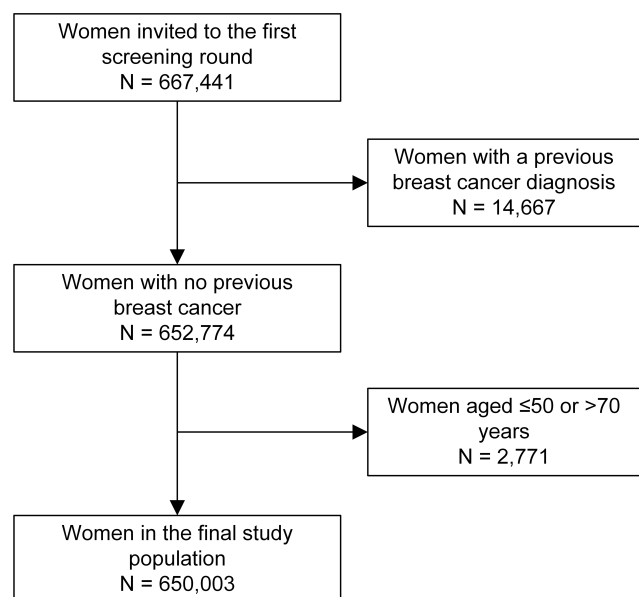 Women invited to the first
screening round
N = 667,441
Women with a previous
breast cancer diagnosis
N = 14,667
Women with no previous
breast cancer
N = 652,774
Women aged ≤50 or >70
years
N = 2,771
Women in the final study
population
N = 650,003